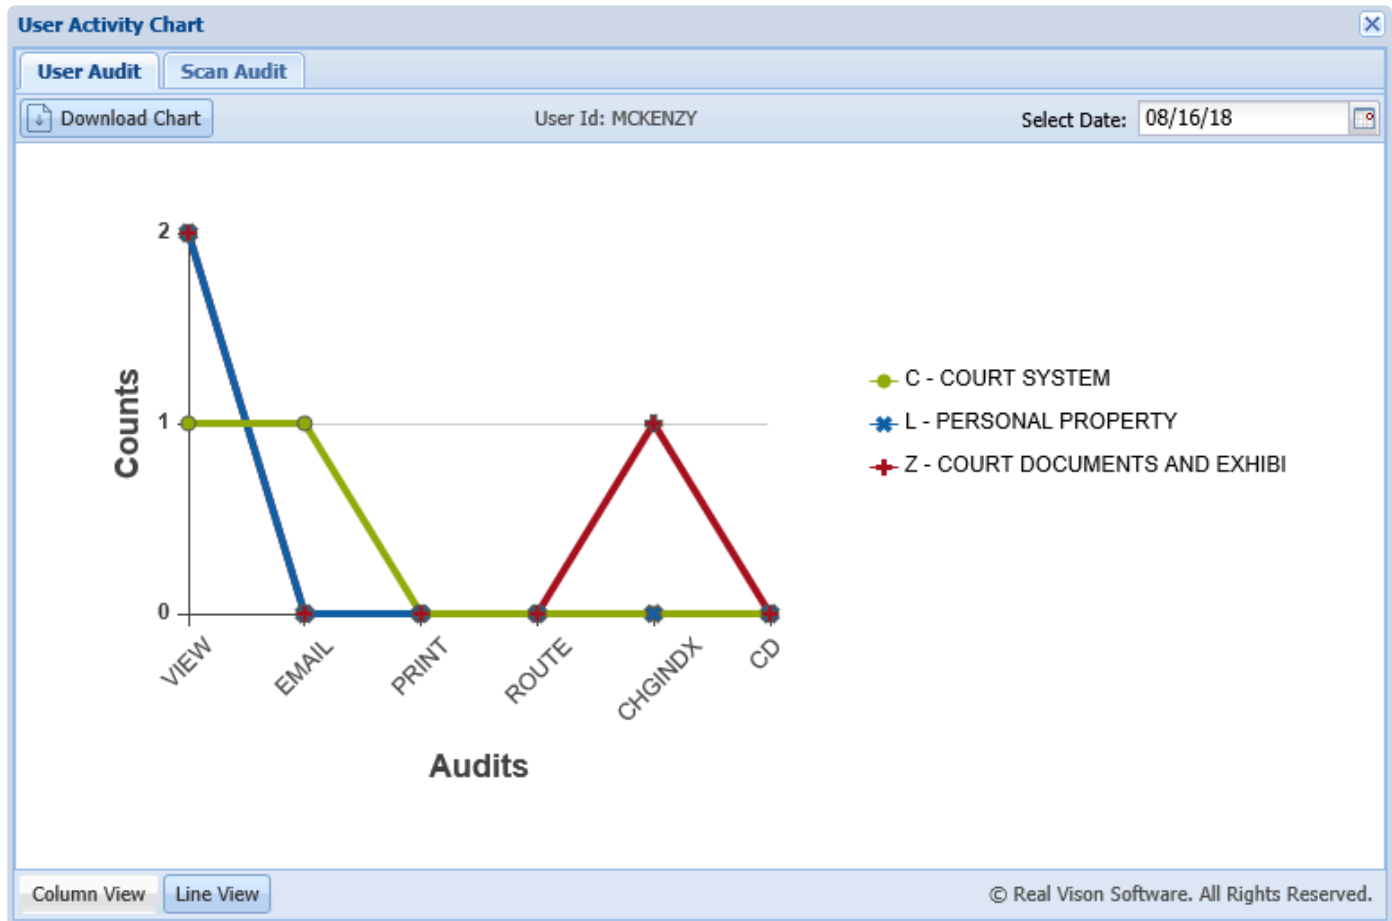 User Activity Chart
User Audit Scan Audit
Download Chart User Id: MCKENZY Select Date: 08/16/18
2
1
0
Counts
VIEW EMAIL PRINT ROUTE CHGINDX CD
Audits
C - COURT SYSTEM
L - PERSONAL PROPERTY
Z - COURT DOCUMENTS AND EXHIBI
Column View Line View © Real Vison Software. All Rights Reserved.